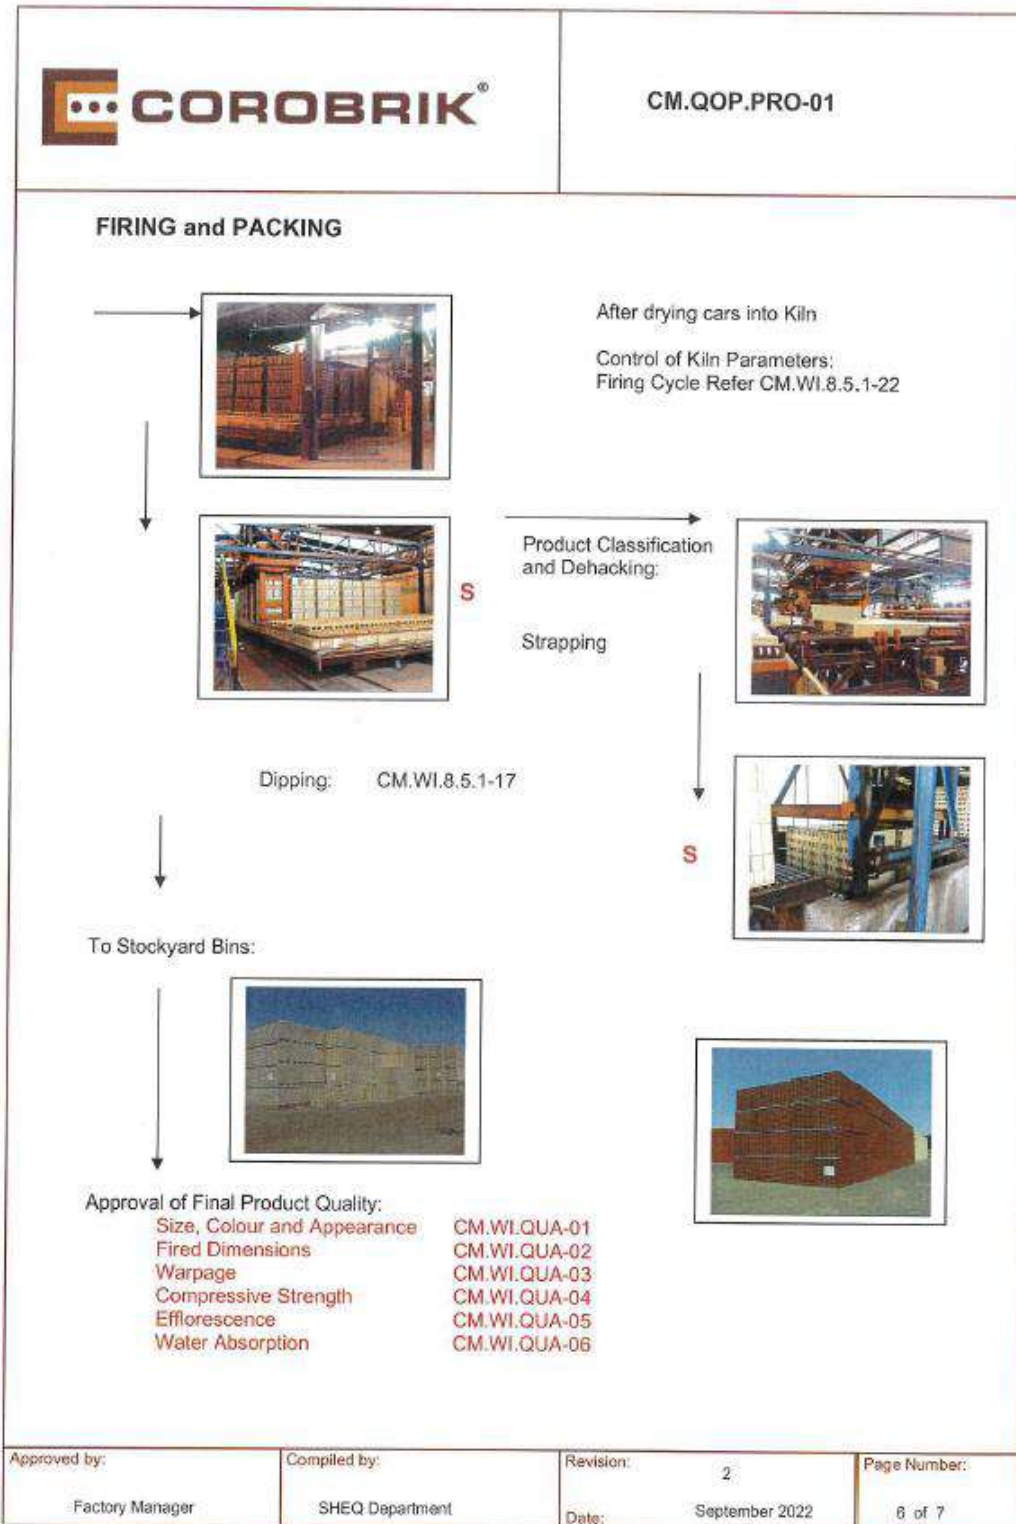 COROBRIK®
CM.QOP.PRO-01
FIRING and PACKING
After drying cars into Kiln
Control of Kiln Parameters:
Firing Cycle Refer CM.WI.8.5.1-22
S
Product Classification
and Dehacking:
Strapping
Dipping: CM.WI.8.5.1-17
S
To Stockyard Bins:
Approval of Final Product Quality:
Size, Colour and Appearance CM.WI.QUA-01
Fired Dimensions CM.WI.QUA-02
Warpage CM.WI.QUA-03
Compressive Strength CM.WI.QUA-04
Efflorescence CM.WI.QUA-05
Water Absorption CM.WI.QUA-06
Approved by:
Factory Manager
Compiled by:
SHEQ Department
Revision: 2
Date: September 2022
Page Number:
6 of 7